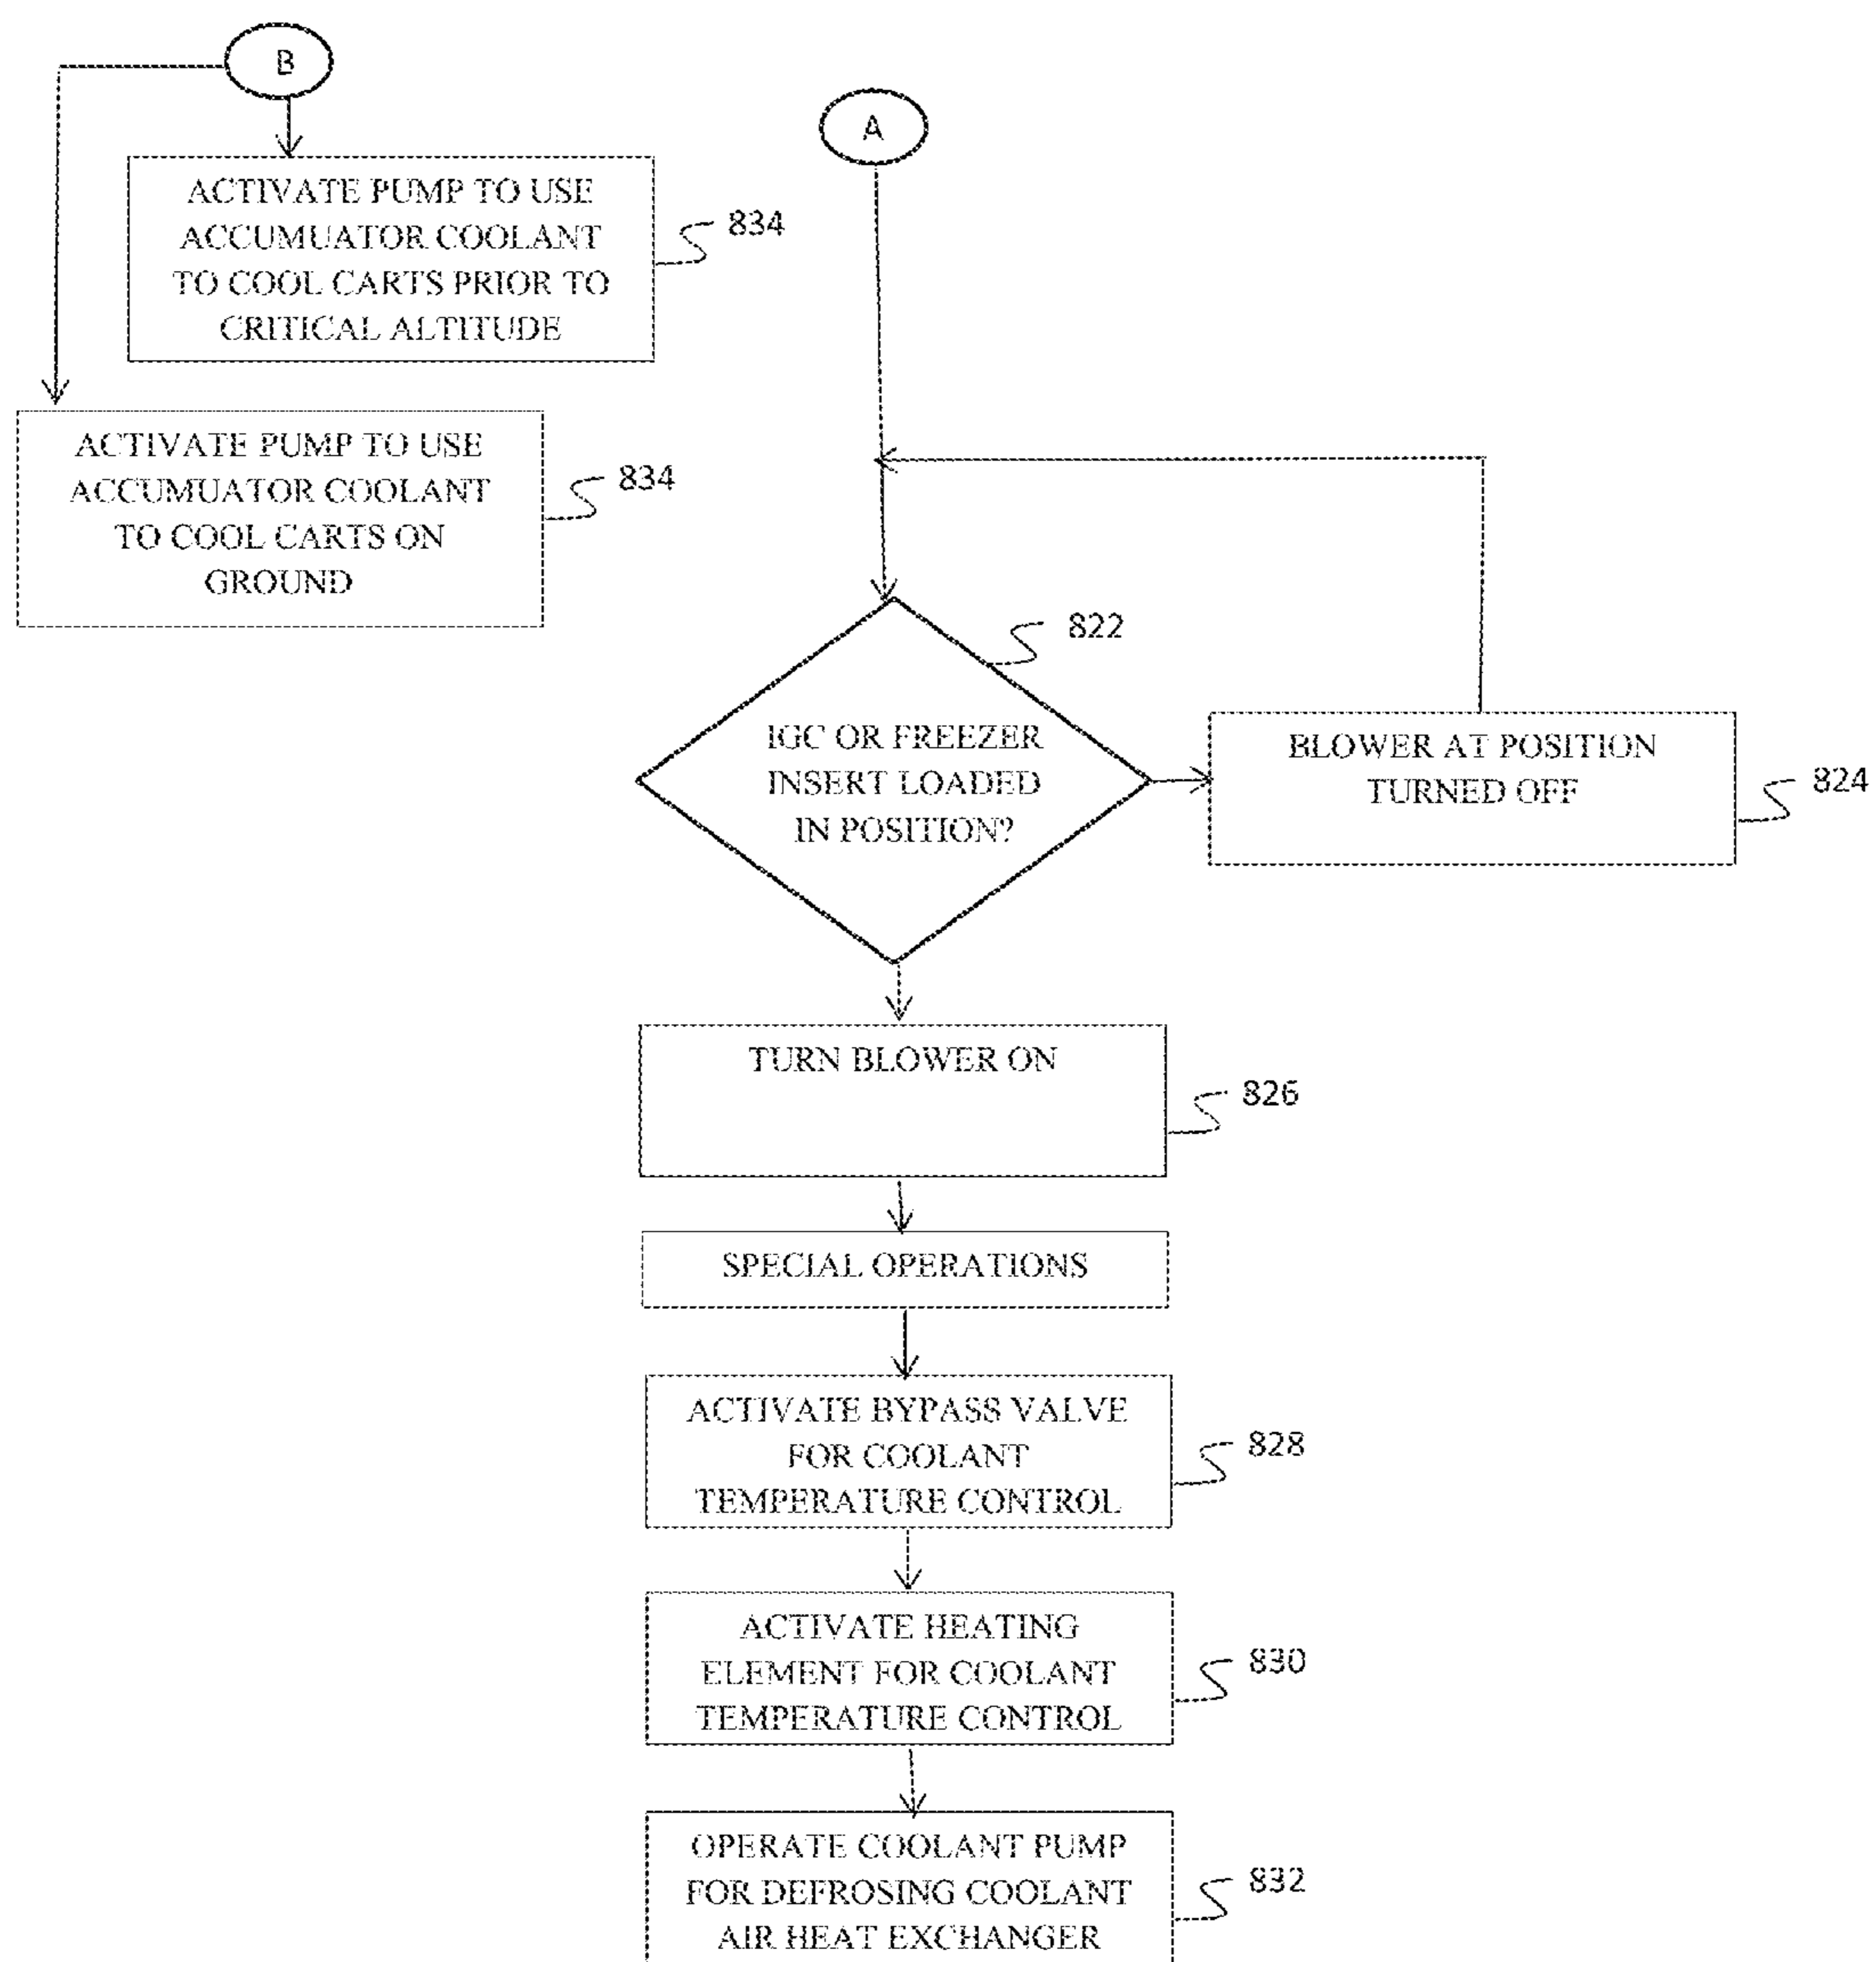 B
ACTIVATE PUMP TO USE
ACCUMUATOR COOLANT
TO COOL CARTS PRIOR TO
CRITICAL ALTITUDE
834
ACTIVATE PUMP TO USE
ACCUMUATOR COOLANT
TO COOL CARTS ON
GROUND
834
A
IGC OR FREEZER
INSERT LOADED
IN POSITION?
822
BLOWER AT POSITION
TURNED OFF
824
TURN BLOWER ON
826
SPECIAL OPERATIONS
ACTIVATE BYPASS VALVE
FOR COOLANT
TEMPERATURE CONTROL
828
ACTIVATE HEATING
ELEMENT FOR COOLANT
TEMPERATURE CONTROL
830
OPERATE COOLANT PUMP
FOR DEFROSING COOLANT
AIR HEAT EXCHANGER
832